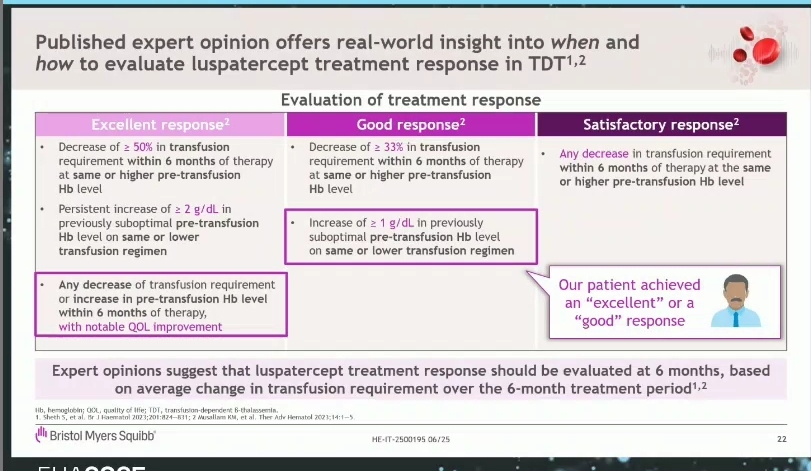 Published expert opinion offers real-world insight into when and
how to evaluate luspatercept treatment response in TDT1,2
Evaluation of treatment response
Excellent response2
• Decrease of ≥ 50% in transfusion
requirement within 6 months of therapy
at same or higher pre-transfusion
Hb level
• Persistent increase of ≥ 2 g/dL in
previously suboptimal pre-transfusion
Hb level on same or lower
transfusion regimen
• Any decrease of transfusion requirement
or increase in pre-transfusion Hb level
within 6 months of therapy,
with notable QOL improvement
Good response2
• Decrease of ≥ 33% in transfusion
requirement within 6 months of therapy
at same or higher pre-transfusion
Hb level
• Increase of ≥ 1 g/dL in previously
suboptimal pre-transfusion Hb level
on same or lower transfusion regimen
Satisfactory response2
• Any decrease in transfusion requirement
within 6 months of therapy at the same
or higher pre-transfusion Hb level
Our patient achieved
an “excellent” or a
“good” response
Expert opinions suggest that luspatercept treatment response should be evaluated at 6 months, based
on average change in transfusion requirement over the 6-month treatment period1,2
Hb, hemoglobin; QOL, quality of life; TDT, transfusion-dependent β-thalassemia.
1. Sheth S, et al. Br J Haematol 2023;201:824–831; 2 Musallam KM, et al. Ther Adv Hematol 2023;14:1–5.
Bristol Myers Squibb
HE-IT-2500195 06/25
22